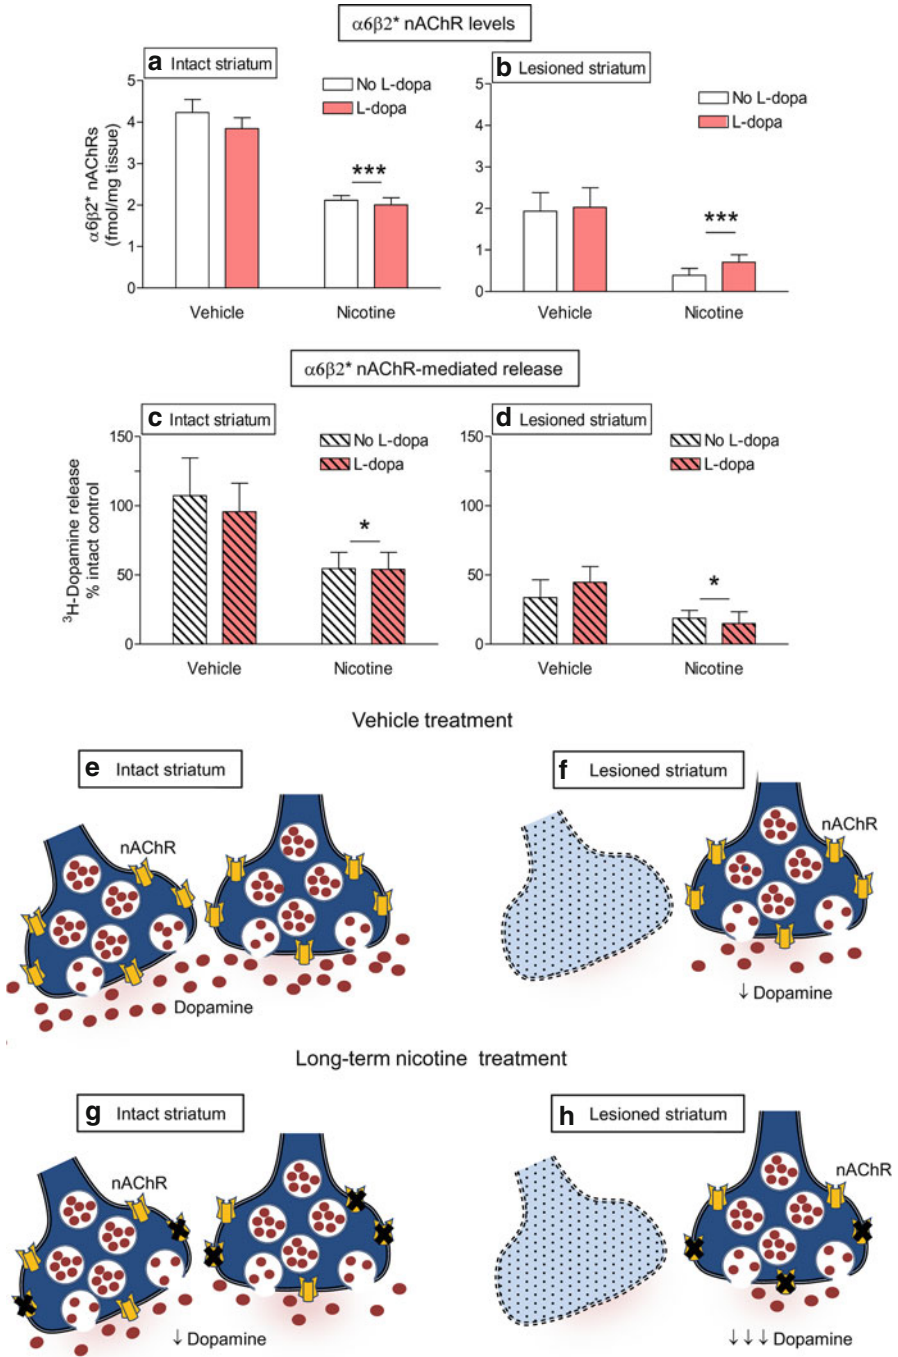 α6β2* nAChR levels
a Intact striatum
b Lesioned striatum
No L-dopa
L-dopa
No L-dopa
L-dopa
α6β2* nAChRs
(fmol/mg tissue)
5
4
3
2
1
0
***
Vehicle
Nicotine
5
4
3
2
1
0
***
Vehicle
Nicotine
α6β2* nAChR-mediated release
c Intact striatum
d Lesioned striatum
No L-dopa
L-dopa
No L-dopa
L-dopa
³H-Dopamine release
% intact control
150
100
50
0
*
Vehicle
Nicotine
150
100
50
0
*
Vehicle
Nicotine
Vehicle treatment
e Intact striatum
f Lesioned striatum
nAChR
nAChR
Dopamine
↓ Dopamine
Long-term nicotine treatment
g Intact striatum
h Lesioned striatum
nAChR
nAChR
↓ Dopamine
↓↓↓ Dopamine